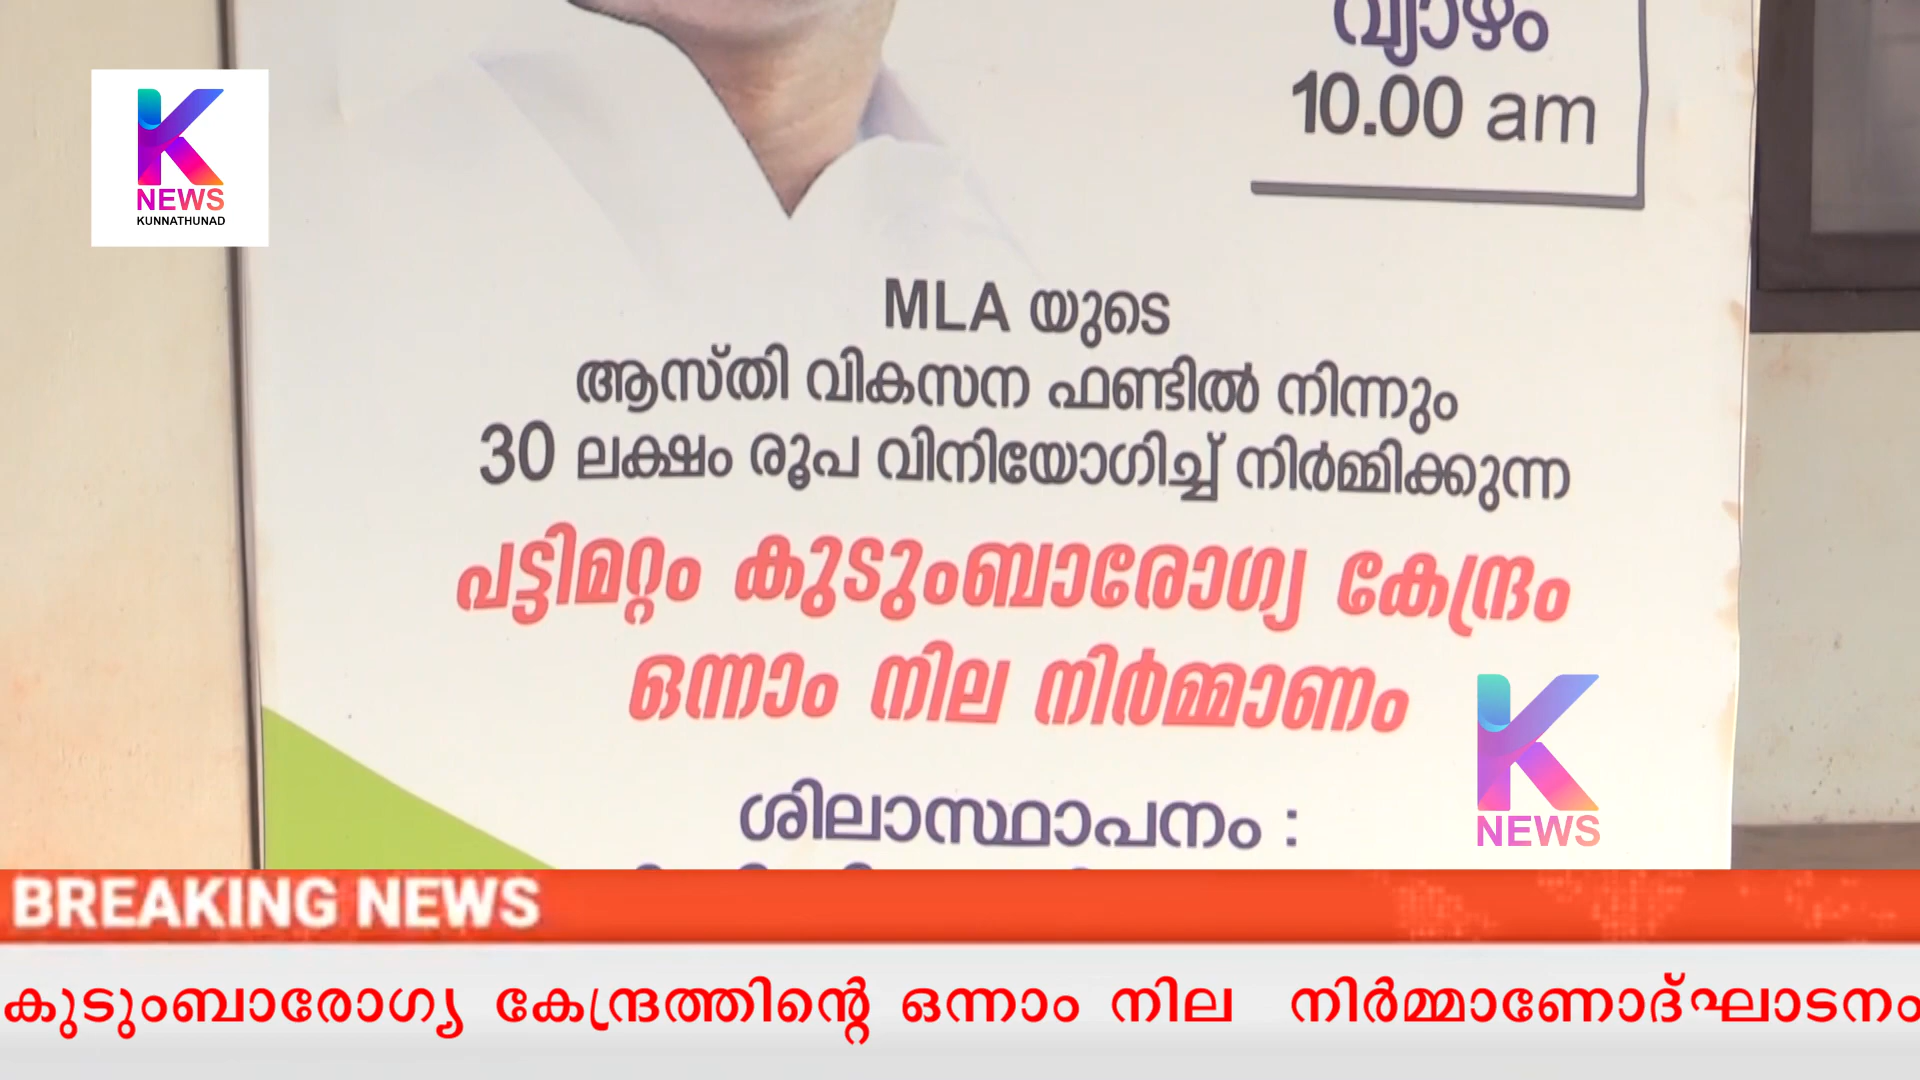 വ്യാഴം
10.00 am
K
NEWS
KUNNATHUNAD
MLA യുടെ
ആസ്തി വികസന ഫണ്ടിൽ നിന്നും
30 ലക്ഷം രൂപ വിനിയോഗിച്ച് നിർമ്മിക്കുന്ന
പട്ടിമറ്റം കുടുംബാരോഗ്യ കേന്ദ്രം
ഒന്നാം നില നിർമ്മാണം
ശിലാസ്ഥാപനം :
K
NEWS
BREAKING NEWS
കുടുംബാരോഗ്യ കേന്ദ്രത്തിന്റെ ഒന്നാം നില നിർമ്മാണോദ്ഘാടനം